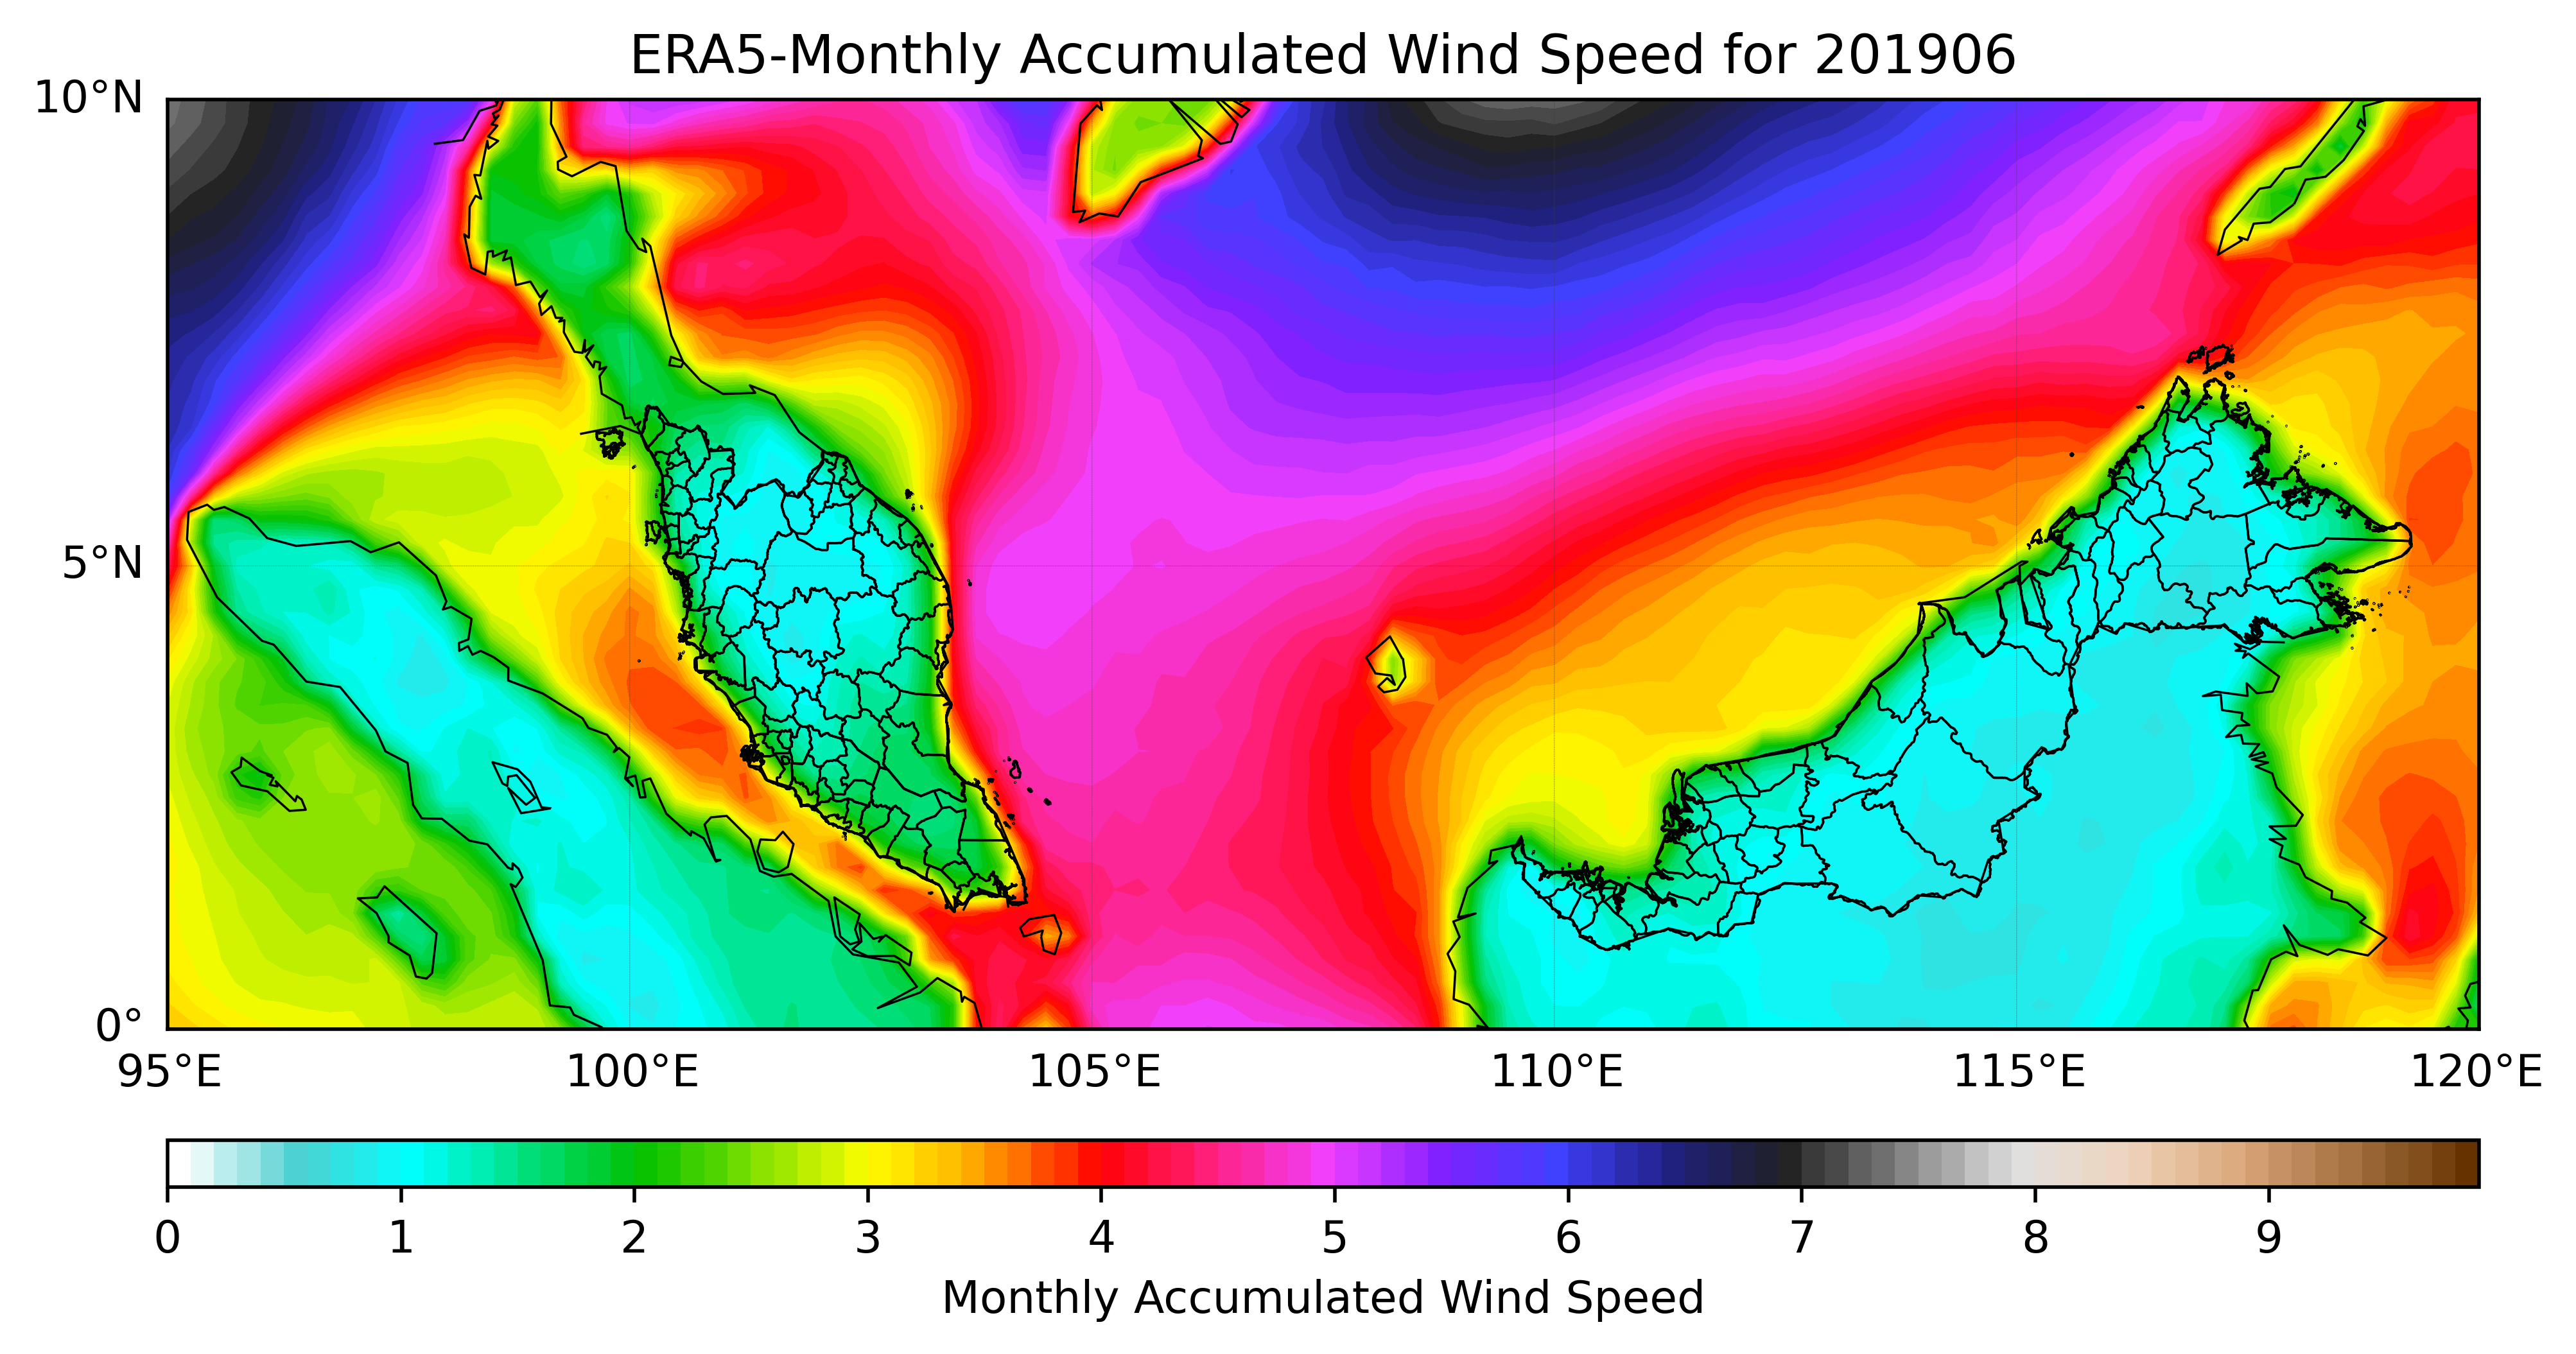 ERA5-Monthly Accumulated Wind Speed for 201906
10°N
5°N
0°
95°E 100°E 105°E 110°E 115°E 120°E
0 1 2 3 4 5 6 7 8 9
Monthly Accumulated Wind Speed